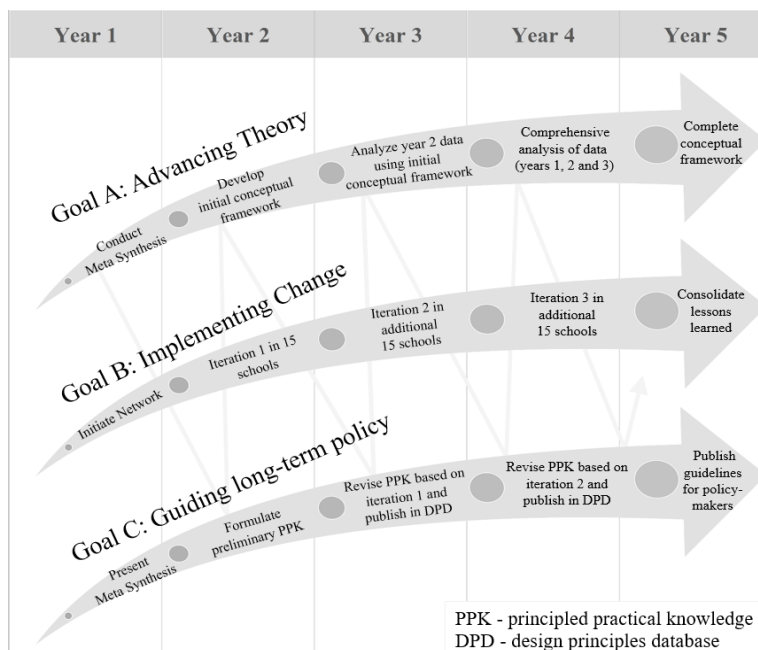 Year 1
Year 2
Year 3
Year 4
Year 5
Goal A: Advancing Theory
Conduct
Meta Synthesis
Develop
initial conceptual
framework
Analyze year 2 data
using initial
conceptual framework
Comprehensive
analysis of data
(years 1, 2 and 3)
Complete
conceptual
framework
Goal B: Implementing Change
Initiate Network
Iteration 1 in 15
schools
Iteration 2 in
additional
15 schools
Iteration 3 in
additional
15 schools
Consolidate
lessons
learned
Goal C: Guiding long-term policy
Present
Meta Synthesis
Formulate
preliminary PPK
Revise PPK based on
iteration 1 and
publish in DPD
Revise PPK based on
iteration 2 and
publish in DPD
Publish
guidelines
for policy-
makers
PPK - principled practical knowledge
DPD - design principles database